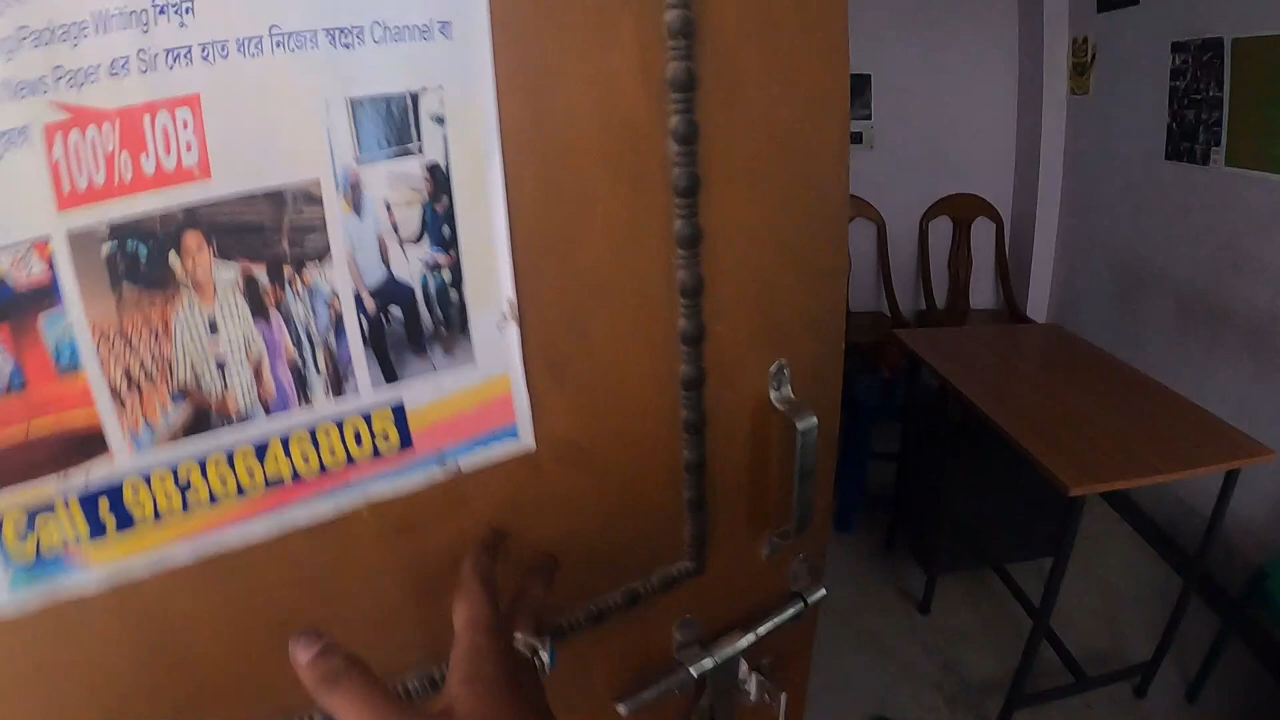 Package Writing শিখুন
News Paper এর Sir দের হাত ধরে নিজের স্বপ্নের Channel বা
100% JOB
Call : 9836646805